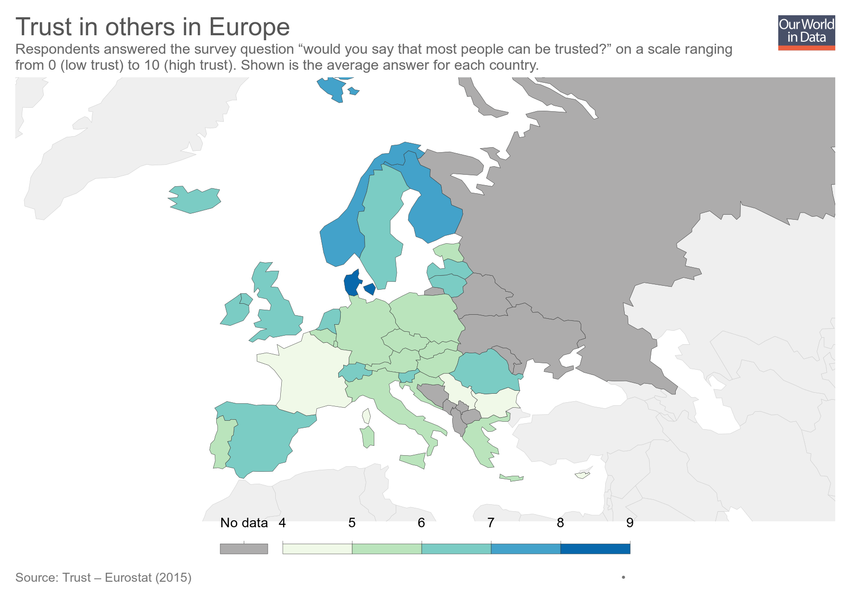 Trust in others in Europe
Our World
in Data
Respondents answered the survey question “would you say that most people can be trusted?” on a scale ranging
from 0 (low trust) to 10 (high trust). Shown is the average answer for each country.
No data 4 5 6 7 8 9
Source: Trust – Eurostat (2015)